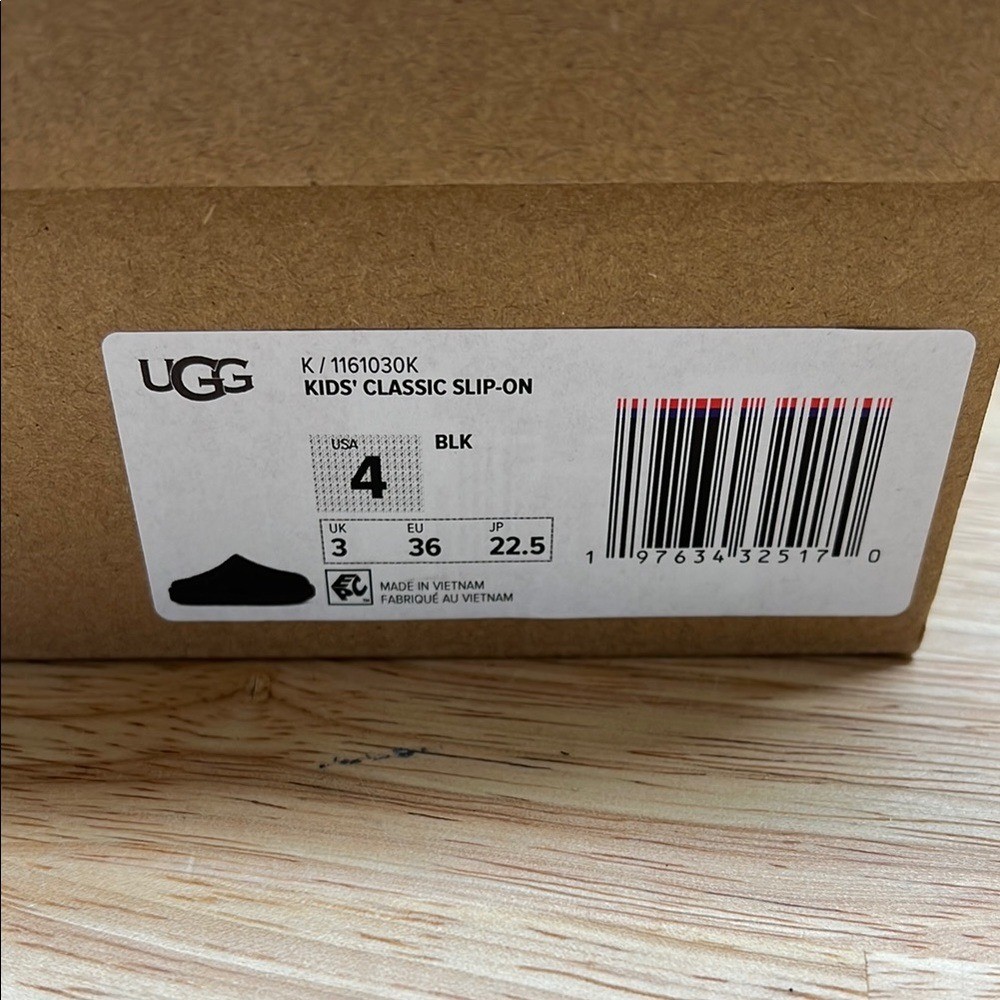 UGG
K / 1161030K
KIDS' CLASSIC SLIP-ON
USA
4
BLK
UK EU JP
3 36 22.5
MADE IN VIETNAM
FABRIQUÉ AU VIETNAM
1 97634 32517 0